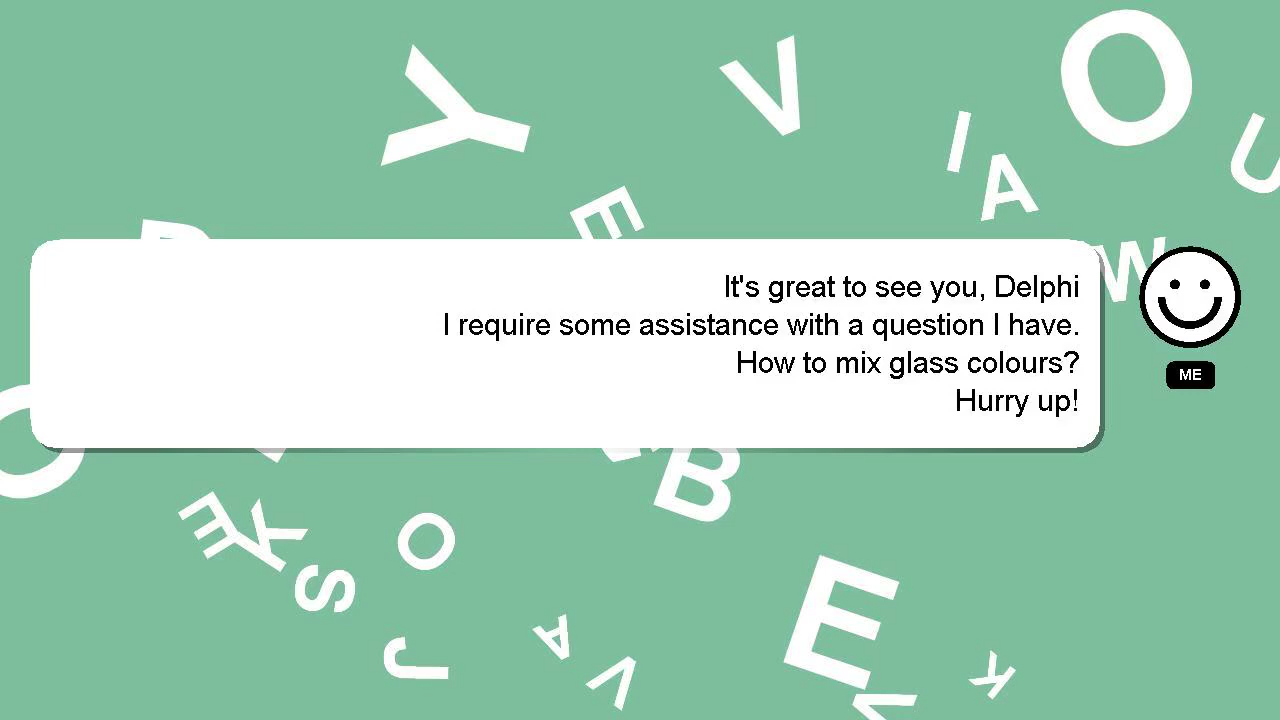 Y
V
O
I
A
U
E
W
It's great to see you, Delphi
I require some assistance with a question I have.
How to mix glass colours?
Hurry up!
ME
B
E
K
O
S
E
J
A
V
K
V